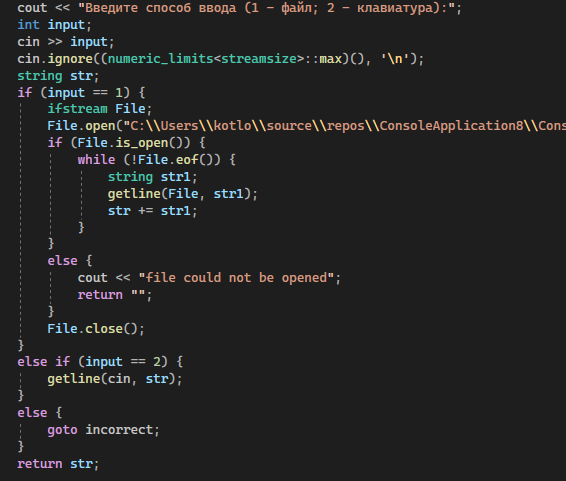 cout << "Введите способ ввода (1 - файл; 2 - клавиатура):";
int input;
cin >> input;
cin.ignore((numeric_limits<streamsize>::max)(), '\n');
string str;
if (input == 1) {
ifstream File;
File.open("C:\\Users\\kotlo\\source\\repos\\ConsoleApplication8\\Cons
if (File.is_open()) {
while (!File.eof()) {
string str1;
getline(File, str1);
str += str1;
}
}
else {
cout << "file could not be opened";
return "";
}
File.close();
}
else if (input == 2) {
getline(cin, str);
}
else {
goto incorrect;
}
return str;